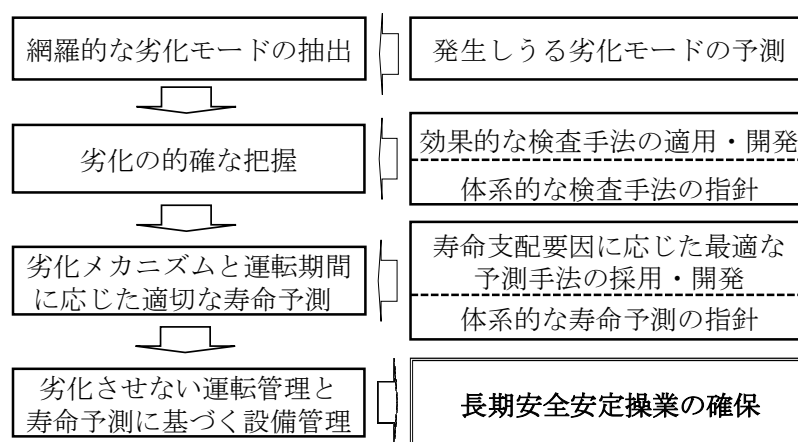 網羅的な劣化モードの抽出
発生しうる劣化モードの予測
劣化の的確な把握
効果的な検査手法の適用・開発
体系的な検査手法の指針
劣化メカニズムと運転期間
に応じた適切な寿命予測
寿命支配要因に応じた最適な
予測手法の採用・開発
体系的な寿命予測の指針
劣化させない運転管理と
寿命予測に基づく設備管理
長期安全安定操業の確保